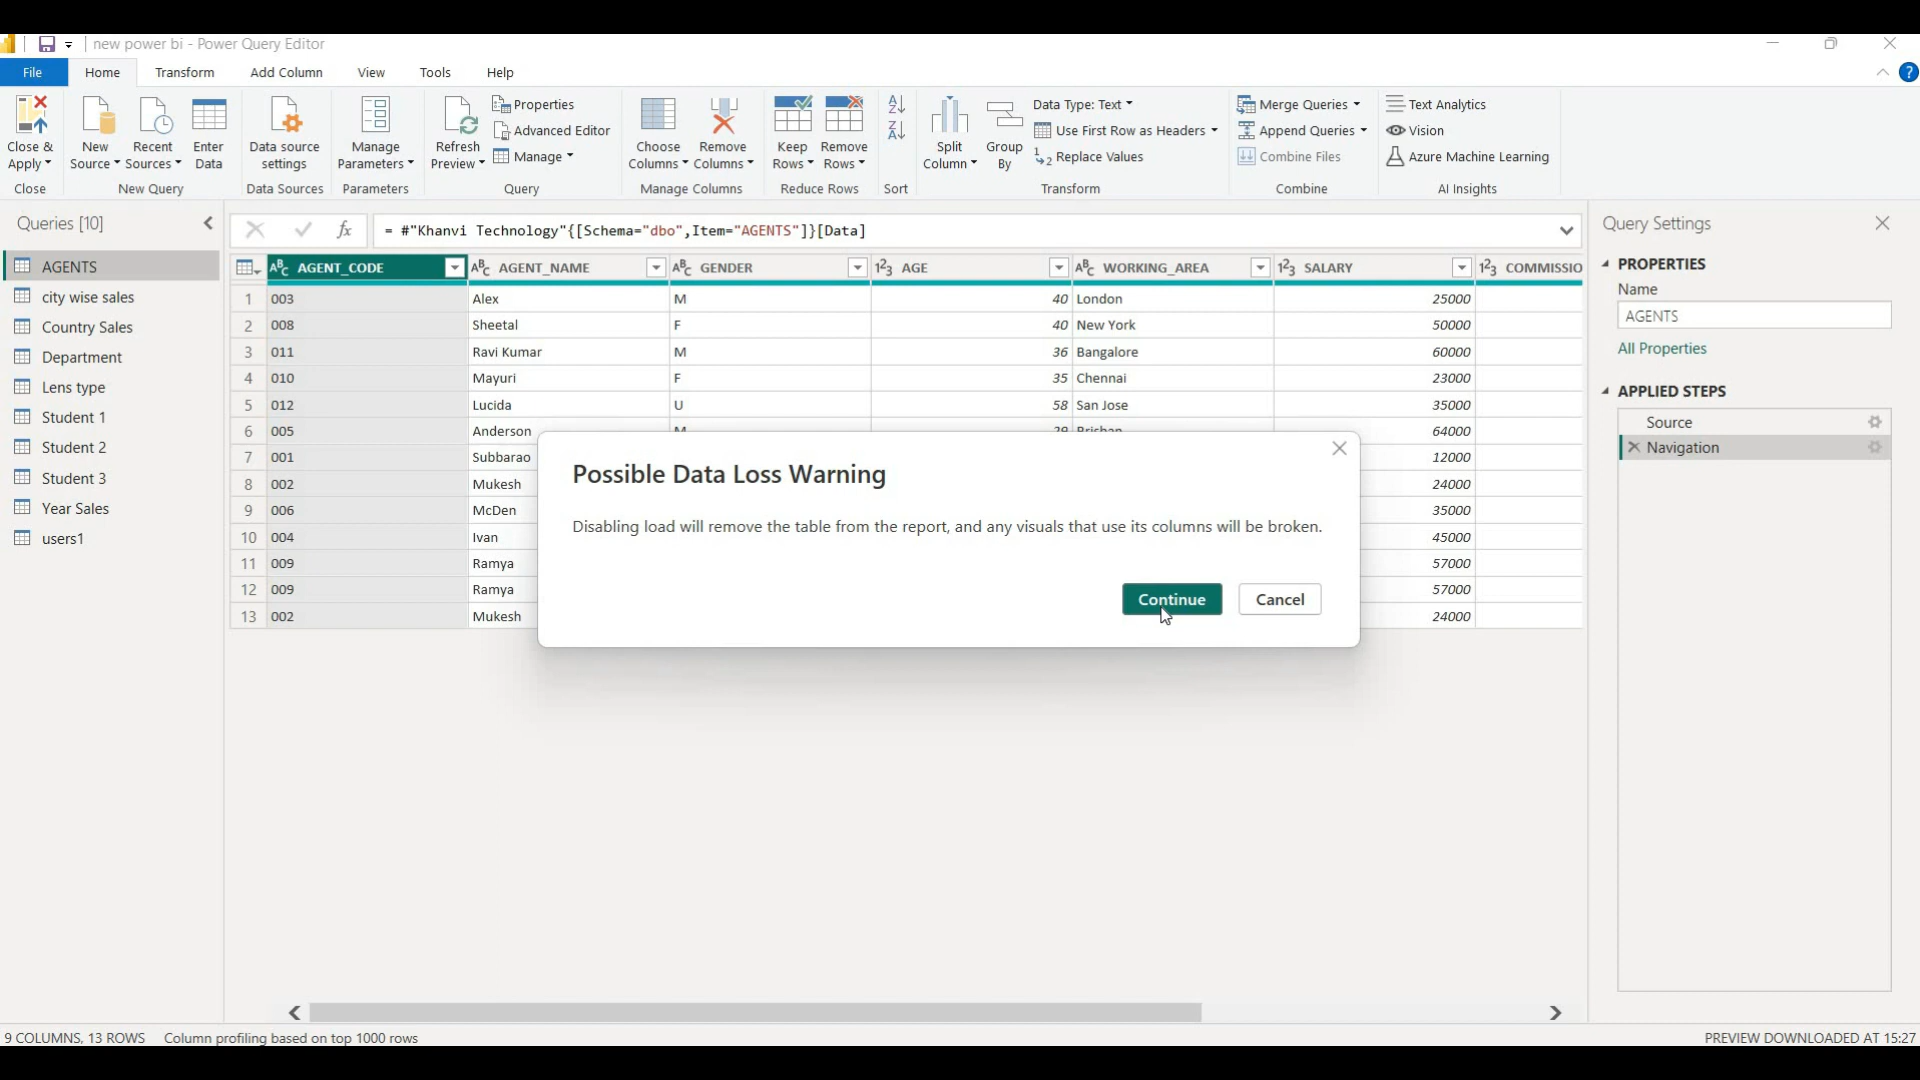 new power bi - Power Query Editor
File Home Transform Add Column View Tools Help
Close & Apply
New Source
Recent Sources
Enter Data
Data source settings
Manage Parameters
Refresh Preview
Properties
Advanced Editor
Manage
Choose Columns
Remove Columns
Keep Rows
Remove Rows
Split Column
Group By
Data Type: Text
Use First Row as Headers
Replace Values
Merge Queries
Append Queries
Combine Files
Text Analytics
Vision
Azure Machine Learning
Close New Query Data Sources Parameters Query Manage Columns Reduce Rows Sort Transform Combine AI Insights
Queries [10]
AGENTS
city wise sales
Country Sales
Department
Lens type
Student 1
Student 2
Student 3
Year Sales
users1
fx = #"Khanvi Technology"{[Schema="dbo",Item="AGENTS"]}[Data]
ABC AGENT_CODE ABC AGENT_NAME ABC GENDER 123 AGE ABC WORKING_AREA 123 SALARY 123 COMMISSIO
1 003 Alex M 40 London 25000
2 008 Sheetal F 40 New York 50000
3 011 Ravi Kumar M 36 Bangalore 60000
4 010 Mayuri F 35 Chennai 23000
5 012 Lucida U 58 San Jose 35000
6 005 Anderson M 29 Brisban 64000
7 001 Subbarao 12000
8 002 Mukesh 24000
9 006 McDen 35000
10 004 Ivan 45000
11 009 Ramya 57000
12 009 Ramya 57000
13 002 Mukesh 24000
Possible Data Loss Warning
Disabling load will remove the table from the report, and any visuals that use its columns will be broken.
Continue Cancel
Query Settings
PROPERTIES
Name
AGENTS
All Properties
APPLIED STEPS
Source
Navigation
9 COLUMNS, 13 ROWS Column profiling based on top 1000 rows
PREVIEW DOWNLOADED AT 15:27